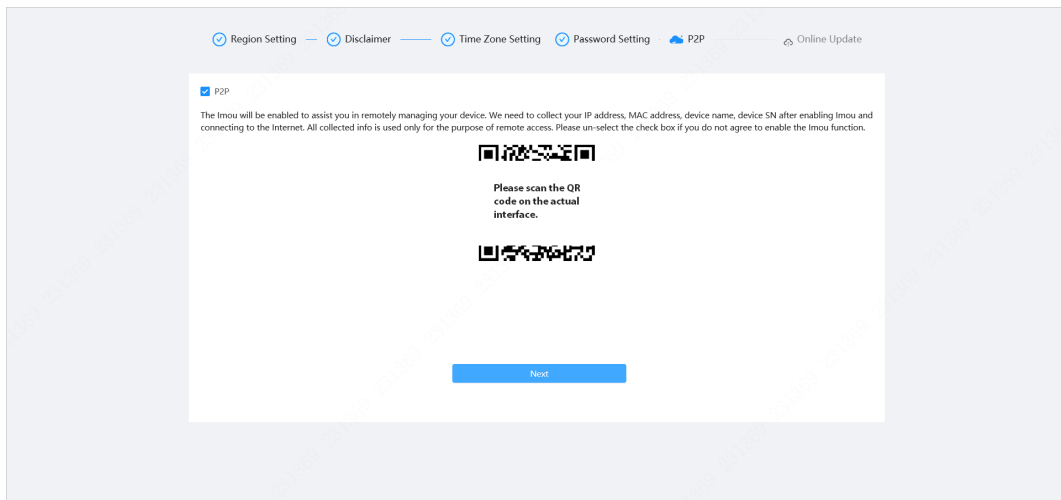 Region Setting
Disclaimer
Time Zone Setting
Password Setting
P2P
Online Update
P2P
The Imou will be enabled to assist you in remotely managing your device. We need to collect your IP address, MAC address, device name, device SN after enabling Imou and
connecting to the Internet. All collected info is used only for the purpose of remote access. Please un-select the check box if you do not agree to enable the Imou function.
Please scan the QR
code on the actual
interface.
Next